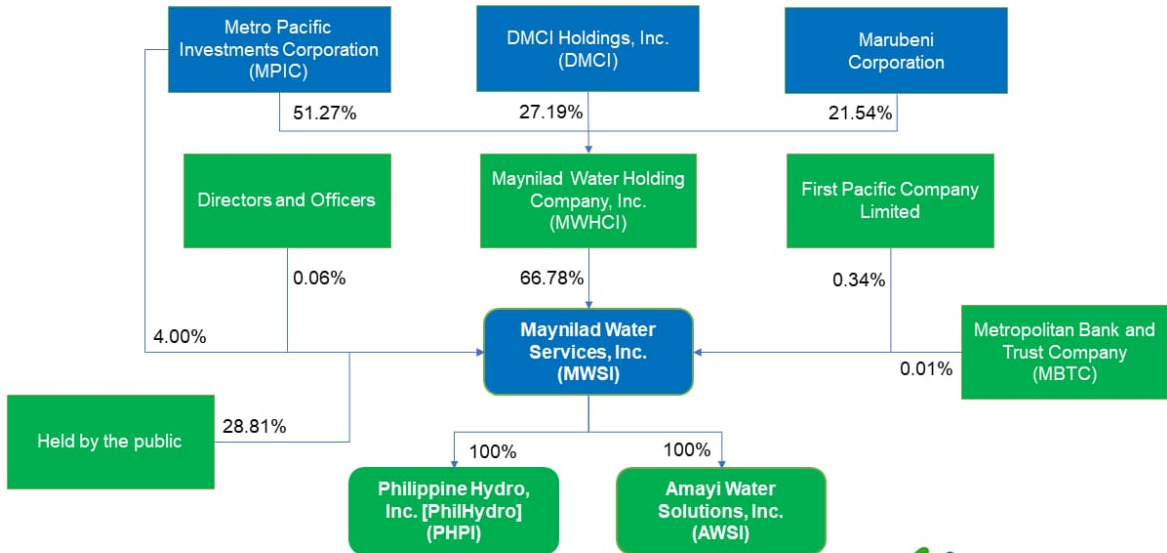 Metro Pacific
Investments Corporation
(MPIC)
DMCI Holdings, Inc.
(DMCI)
Marubeni
Corporation
51.27%
27.19%
21.54%
Directors and Officers
Maynilad Water Holding
Company, Inc.
(MWHCI)
First Pacific Company
Limited
0.06%
66.78%
0.34%
4.00%
Maynilad Water
Services, Inc.
(MWSI)
Metropolitan Bank and
Trust Company
(MBTC)
0.01%
Held by the public
28.81%
100%
100%
Philippine Hydro,
Inc. [PhilHydro]
(PHPI)
Amayi Water
Solutions, Inc.
(AWSI)